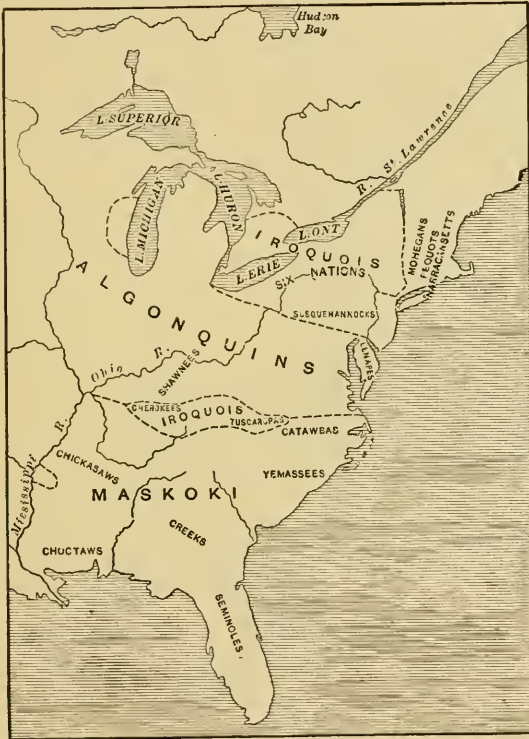 Hudson
Bay
L. SUPERIOR
L. MICHIGAN
L. HURON
L. ONT
L. ERIE
R. St. Lawrence
IROQUOIS
SIX
NATIONS
SUSQUEHANNOCKS
MOHEGANS
PEQUOTS
NARRAGANSETTS
LENAPES
ALGONQUINS
Ohio R.
SHAWNEES
CHEROKEES
IROQUOIS
TUSCARORAS
CATAWBAS
Mississippi R.
CHICKASAWS
YEMASSEES
MASKOKI
CREEKS
CHOCTAWS
SEMINOLES